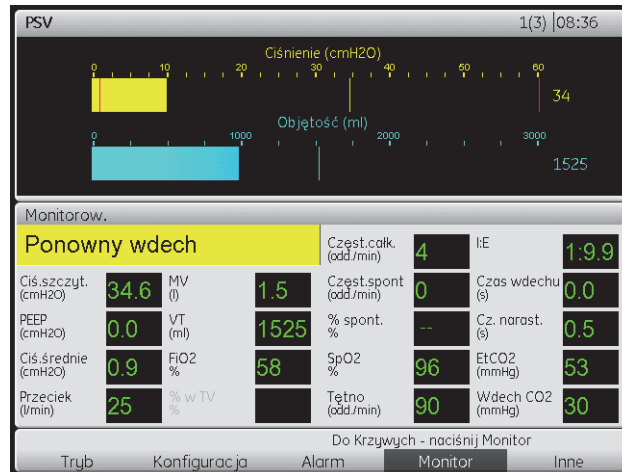 PSV 1(3) 08:36
Ciśnienie (cmH2O)
0 10 20 30 40 50 60
34
Objętość (ml)
0 1000 2000 3000
1525
Monitorow.
Ponowny wdech
Częst.całk. (odd./min) 4 I:E 1:9.9
Ciś.szczyt. (cmH2O) 34.6 MV (l) 1.5 Częst.spont (odd./min) 0 Czas wdechu (s) 0.0
PEEP (cmH2O) 0.0 VT (ml) 1525 % spont. % -- Cz. narast. (s) 0.5
Ciś.średnie (cmH2O) 0.9 FiO2 % 58 SpO2 % 96 EtCO2 (mmHg) 53
Przeciek (l/min) 25 % w TV % Tętno (odd./min) 90 Wdech CO2 (mmHg) 30
Do Krzywych - naciśnij Monitor
Tryb Konfiguracja Alarm Monitor Inne